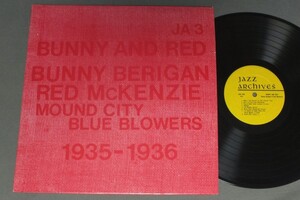 JA 3
BUNNY AND RED
BUNNY BERIGAN
RED McKENZIE
MOUND CITY
BLUE BLOWERS
1935-1936
JAZZ
ARCHIVES